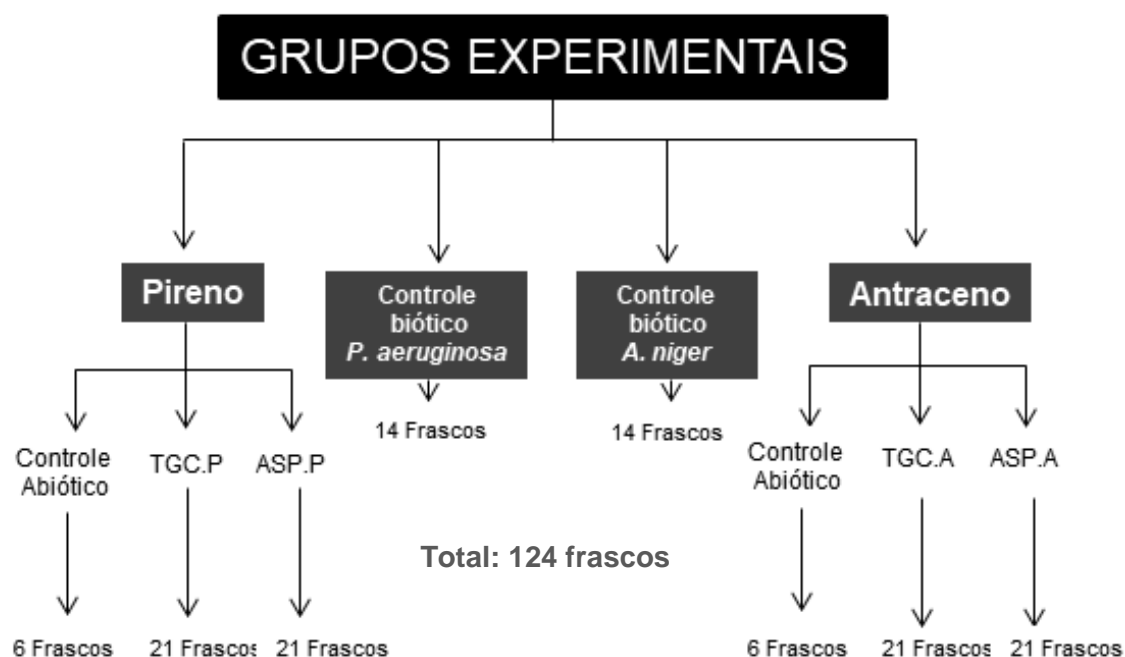 GRUPOS EXPERIMENTAIS
Pireno
Controle
biótico
P. aeruginosa
Controle
biótico
A. niger
Antraceno
14 Frascos
14 Frascos
Controle
Abiótico
TGC.P
ASP.P
Controle
Abiótico
TGC.A
ASP.A
Total: 124 frascos
6 Frascos
21 Frascos
21 Frascos
6 Frascos
21 Frascos
21 Frascos